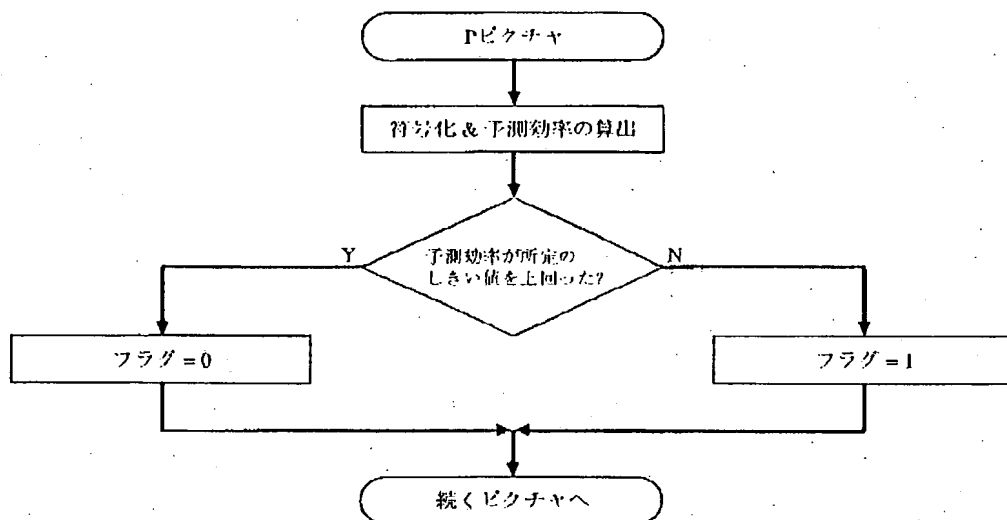 Pピクチャ
符号化&予測効率の算出
予測効率が所定の
しきい値を上回った?
Y
N
フラグ=0
フラグ=1
続くピクチャへ